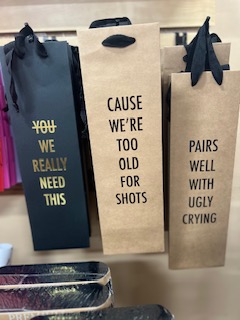 YOU
WE
REALLY
NEED
THIS
CAUSE
WE'RE
TOO
OLD
FOR
SHOTS
PAIRS
WELL
WITH
UGLY
CRYING